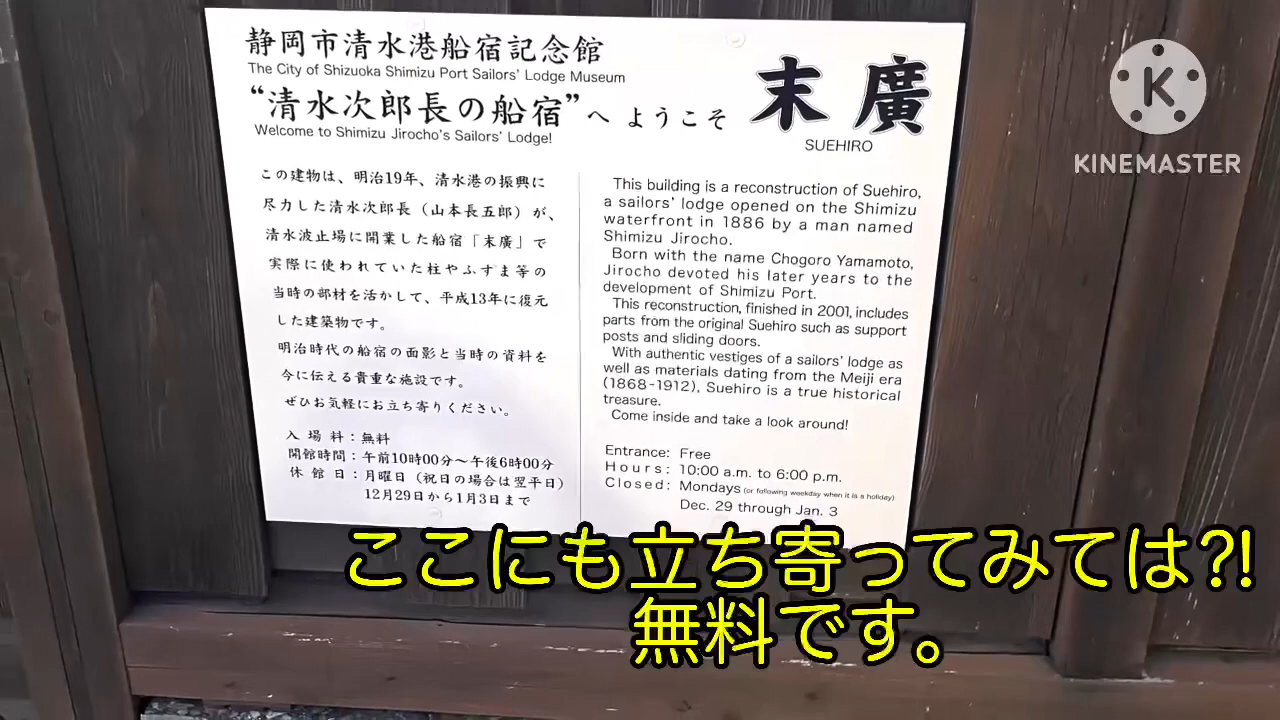 静岡市清水港船宿記念館
The City of Shizuoka Shimizu Port Sailors' Lodge Museum
“清水次郎長の船宿”へ ようこそ
Welcome to Shimizu Jirocho's Sailors' Lodge!
末廣
SUEHIRO
この建物は、明治19年、清水港の振興に
尽力した清水次郎長（山本長五郎）が、
清水波止場に開業した船宿「末廣」で
実際に使われていた柱やふすま等の
当時の部材を活かして、平成13年に復元
した建築物です。
明治時代の船宿の面影と当時の資料を
今に伝える貴重な施設です。
ぜひお気軽にお立ち寄りください。
入場料：無料
開館時間：午前10時00分～午後6時00分
休館日：月曜日（祝日の場合は翌平日）
12月29日から1月3日まで
This building is a reconstruction of Suehiro,
a sailors' lodge opened on the Shimizu
waterfront in 1886 by a man named
Shimizu Jirocho.
Born with the name Chogoro Yamamoto,
Jirocho devoted his later years to the
development of Shimizu Port.
This reconstruction, finished in 2001, includes
parts from the original Suehiro such as support
posts and sliding doors.
With authentic vestiges of a sailors' lodge as
well as materials dating from the Meiji era
(1868-1912), Suehiro is a true historical
treasure.
Come inside and take a look around!
Entrance: Free
Hours: 10:00 a.m. to 6:00 p.m.
Closed: Mondays (or following weekday when it is a holiday)
Dec. 29 through Jan. 3
K
KINEMASTER
ここにも立ち寄ってみては?!
無料です。